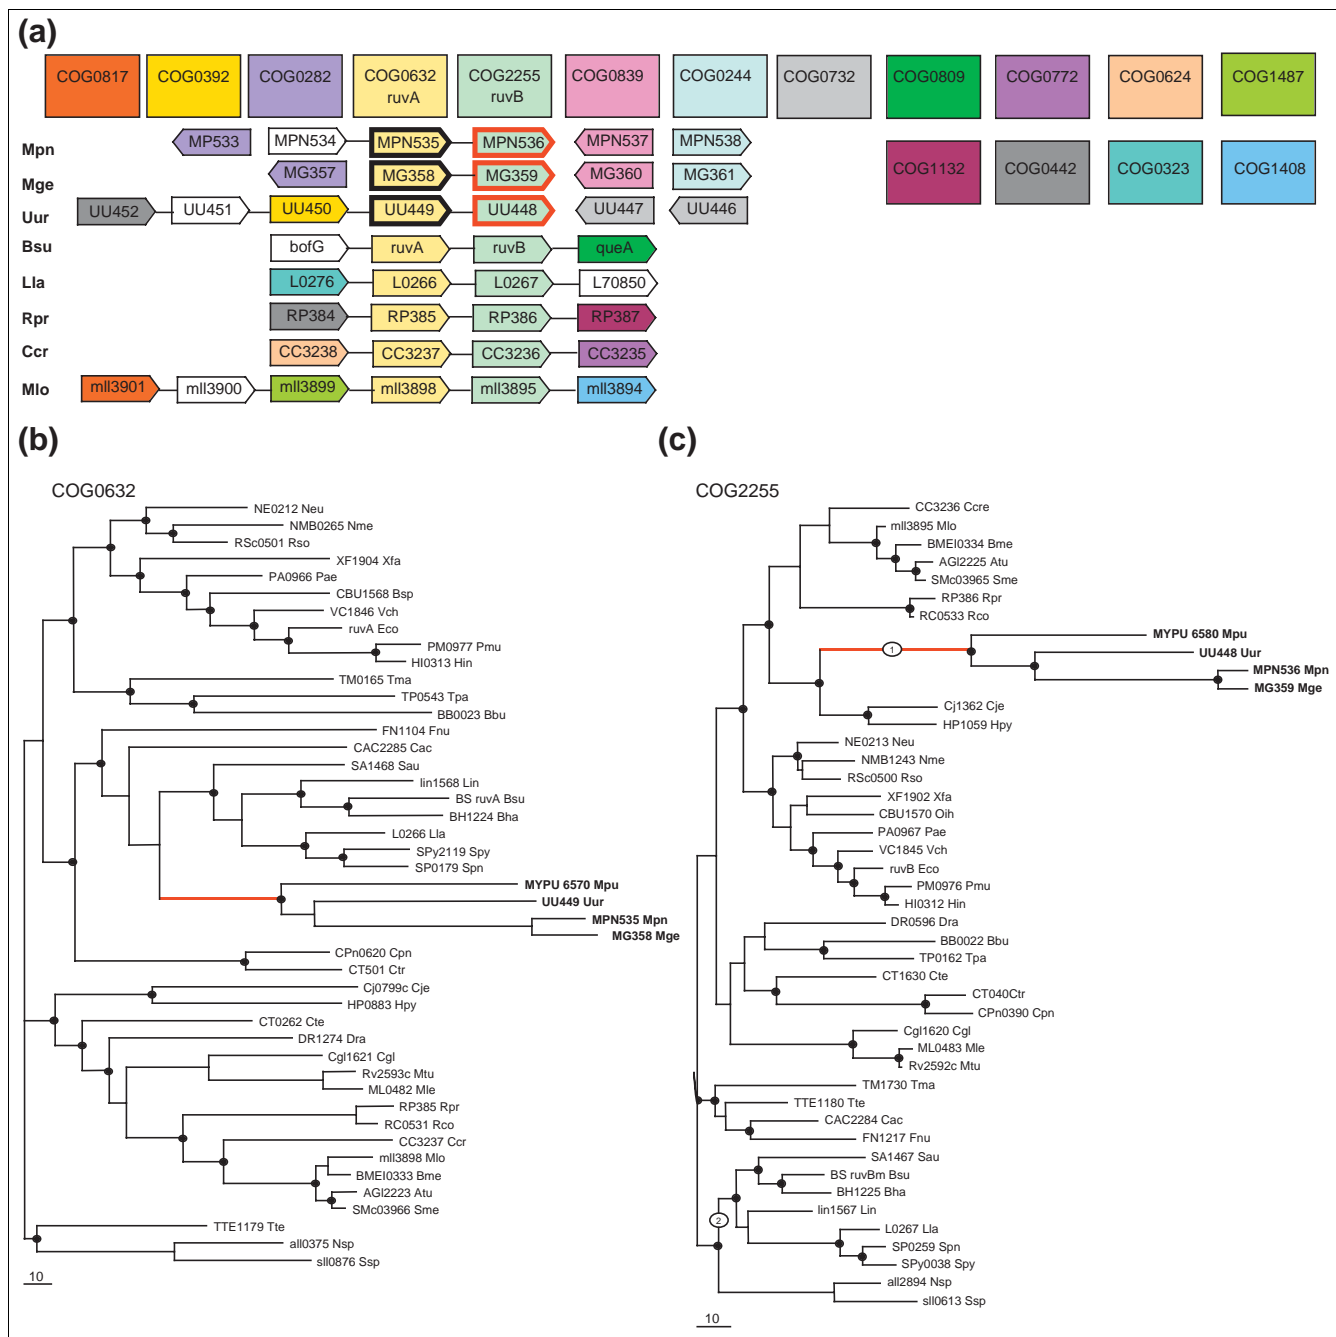 (a)
COG0817 COG0392 COG0282 COG0632 COG2255 COG0839 COG0244 COG0732 COG0809 COG0772 COG0624 COG1487
ruvA ruvB
COG1132 COG0442 COG0323 COG1408
Mpn MP533 MPN534 MPN535 MPN536 MPN537 MPN538
Mge MG357 MG358 MG359 MG360 MG361
Uur UU452 UU451 UU450 UU449 UU448 UU447 UU446
Bsu bofG ruvA ruvB queA
Lla L0276 L0266 L0267 L70850
Rpr RP384 RP385 RP386 RP387
Ccr CC3238 CC3237 CC3236 CC3235
Mlo mll3901 mll3900 mll3899 mll3898 mll3895 mll3894
(b)
COG0632
NE0212 Neu
NMB0265 Nme
RSc0501 Rso
XF1904 Xfa
PA0966 Pae
CBU1568 Bsp
VC1846 Vch
ruvA Eco
PM0977 Pmu
HI0313 Hin
TM0165 Tma
TP0543 Tpa
BB0023 Bbu
FN1104 Fnu
CAC2285 Cac
SA1468 Sau
lin1568 Lin
BS ruvA Bsu
BH1224 Bha
L0266 Lla
SPy2119 Spy
SP0179 Spn
MYPU 6570 Mpu
UU449 Uur
MPN535 Mpn
MG358 Mge
CPn0620 Cpn
CT501 Ctr
Cj0799c Cje
HP0883 Hpy
CT0262 Cte
DR1274 Dra
Cgl1621 Cgl
Rv2593c Mtu
ML0482 Mle
RP385 Rpr
RC0531 Rco
CC3237 Ccr
mll3898 Mlo
BMEI0333 Bme
AGl2223 Atu
SMc03966 Sme
TTE1179 Tte
all0375 Nsp
sll0876 Ssp
10
(c)
COG2255
CC3236 Ccre
mll3895 Mlo
BMEI0334 Bme
AGl2225 Atu
SMc03965 Sme
RP386 Rpr
RC0533 Rco
MYPU 6580 Mpu
1
UU448 Uur
MPN536 Mpn
MG359 Mge
Cj1362 Cje
HP1059 Hpy
NE0213 Neu
NMB1243 Nme
RSc0500 Rso
XF1902 Xfa
CBU1570 Oih
PA0967 Pae
VC1845 Vch
ruvB Eco
PM0976 Pmu
HI0312 Hin
DR0596 Dra
BB0022 Bbu
TP0162 Tpa
CT1630 Cte
CT040Ctr
CPn0390 Cpn
Cgl1620 Cgl
ML0483 Mle
Rv2592c Mtu
TM1730 Tma
TTE1180 Tte
CAC2284 Cac
FN1217 Fnu
SA1467 Sau
BS ruvBm Bsu
BH1225 Bha
lin1567 Lin
2
L0267 Lla
SP0259 Spn
SPy0038 Spy
all2894 Nsp
sll0613 Ssp
10